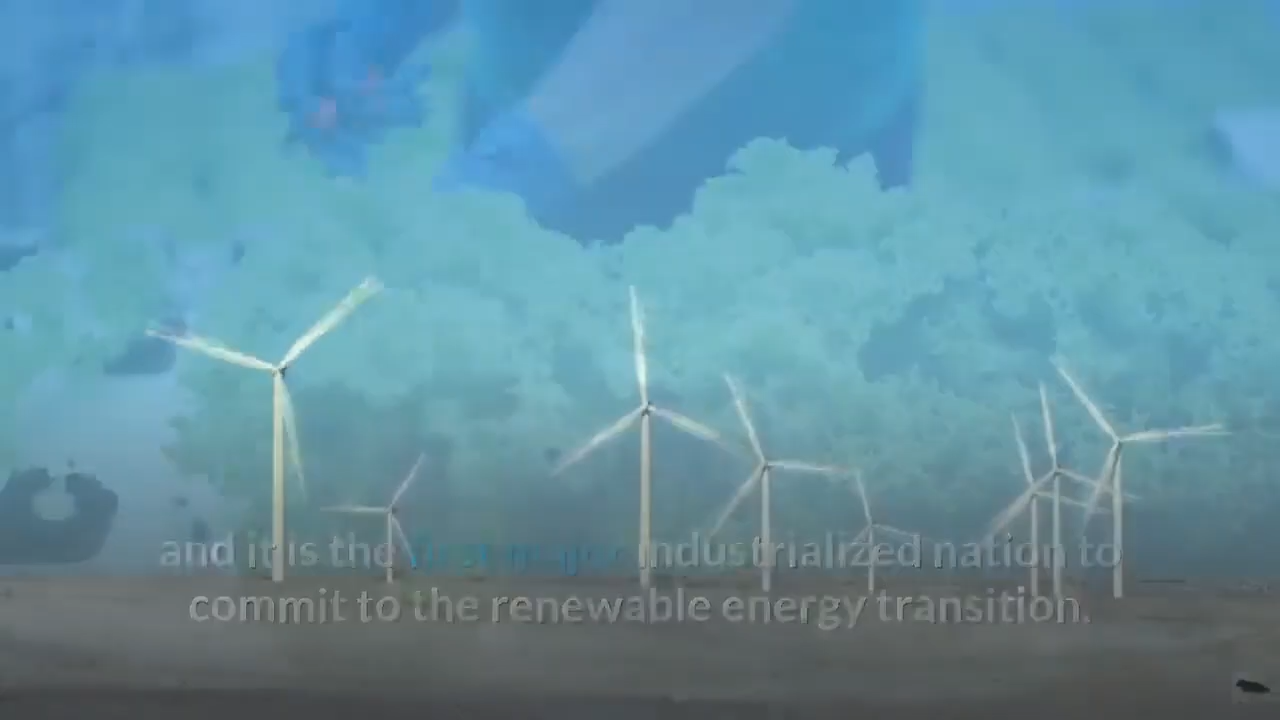 and it is the first major industrialized nation to
commit to the renewable energy transition.